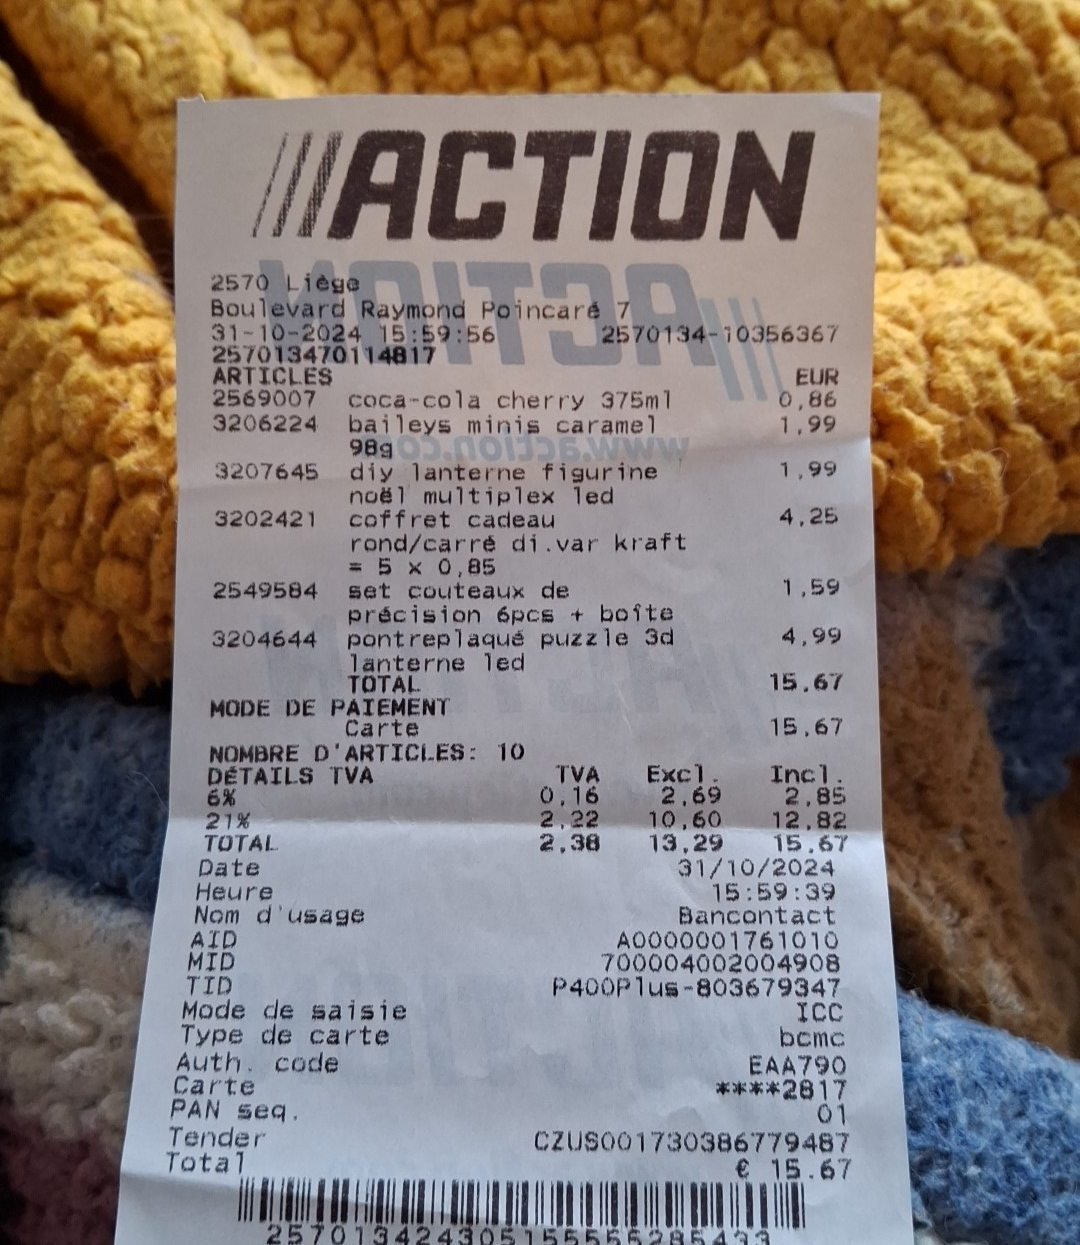 ACTION
2570 Liège
Boulevard Raymond Poincaré 7
31-10-2024 15:59:56 2570134-10356367
257013470114817
ARTICLES EUR
2569007 coca-cola cherry 375ml 0,86
3206224 baileys minis caramel 1,99
98g
3207645 diy lanterne figurine 1,99
noël multiplex led
3202421 coffret cadeau 4,25
rond/carré di.var kraft
= 5 x 0,85
2549584 set couteaux de 1,59
précision 6pcs + boîte
3204644 pontreplaqué puzzle 3d 4,99
lanterne led
TOTAL 15,67
MODE DE PAIEMENT
Carte 15,67
NOMBRE D'ARTICLES: 10
DÉTAILS TVA TVA Excl. Incl.
6% 0,16 2,69 2,85
21% 2,22 10,60 12,82
TOTAL 2,38 13,29 15,67
Date 31/10/2024
Heure 15:59:39
Nom d'usage Bancontact
AID A0000001761010
MID 700004002004908
TID P400Plus-803679347
Mode de saisie ICC
Type de carte bcmc
Auth. code EAA790
Carte ****2817
PAN seq. 01
Tender CZUS001730386779487
Total € 15.67